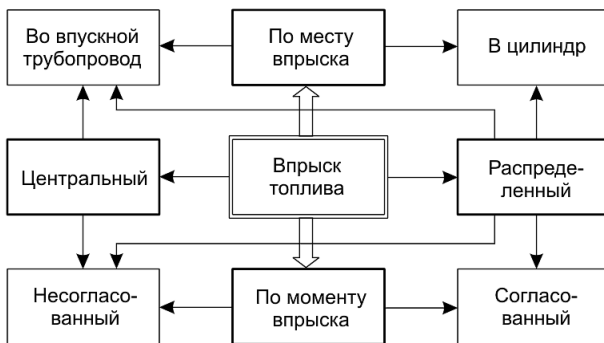 Во впускной
трубопровод
По месту
впрыска
В цилиндр
Центральный
Впрыск
топлива
Распреде-
ленный
Несогласо-
ванный
По моменту
впрыска
Согласо-
ванный